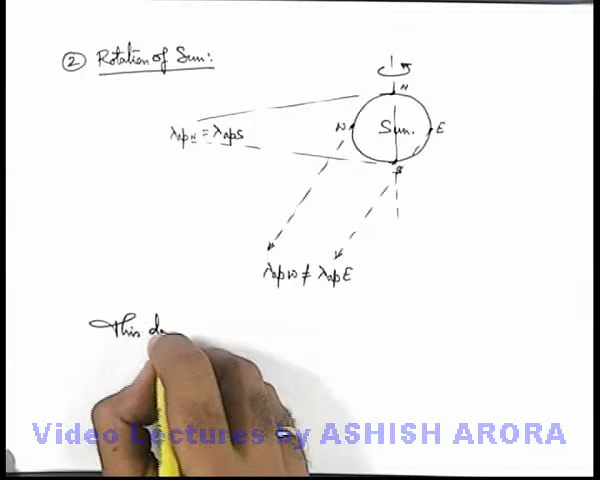 ② Rotation of Sun:
N
λapN = λapS
W
Sun.
E
S
λapW ≠ λapE
This d
Video Lectures by ASHISH ARORA